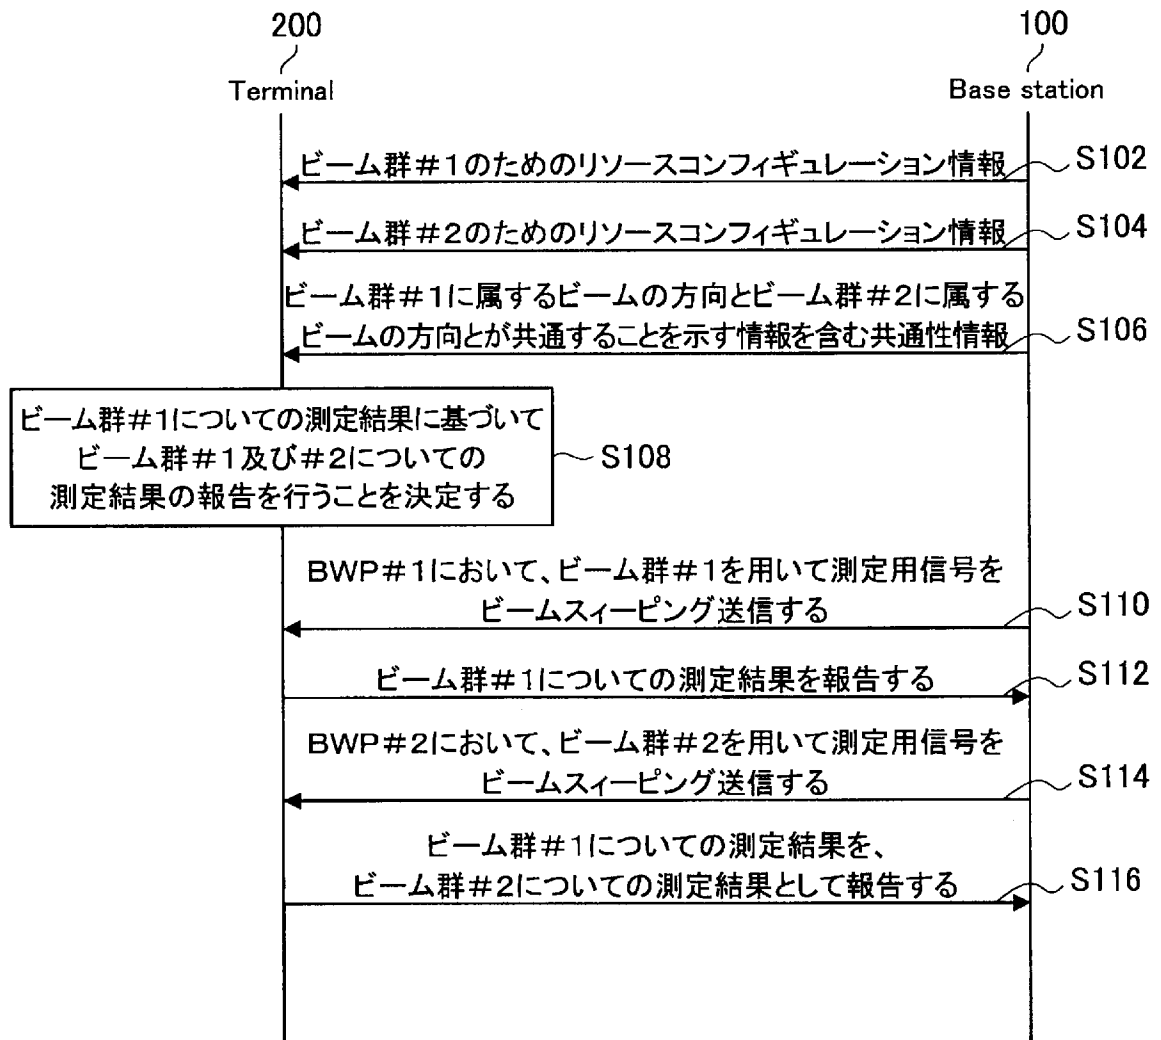 200
100
Terminal
Base station
ビーム群#1のためのリソースコンフィギュレーション情報
S102
ビーム群#2のためのリソースコンフィギュレーション情報
S104
ビーム群#1に属するビームの方向とビーム群#2に属する
ビームの方向とが共通することを示す情報を含む共通性情報
S106
ビーム群#1についての測定結果に基づいて
ビーム群#1及び#2についての
測定結果の報告を行うことを決定する
S108
BWP#1において、ビーム群#1を用いて測定用信号を
ビームスィーピング送信する
S110
ビーム群#1についての測定結果を報告する
S112
BWP#2において、ビーム群#2を用いて測定用信号を
ビームスィーピング送信する
S114
ビーム群#1についての測定結果を、
ビーム群#2についての測定結果として報告する
S116